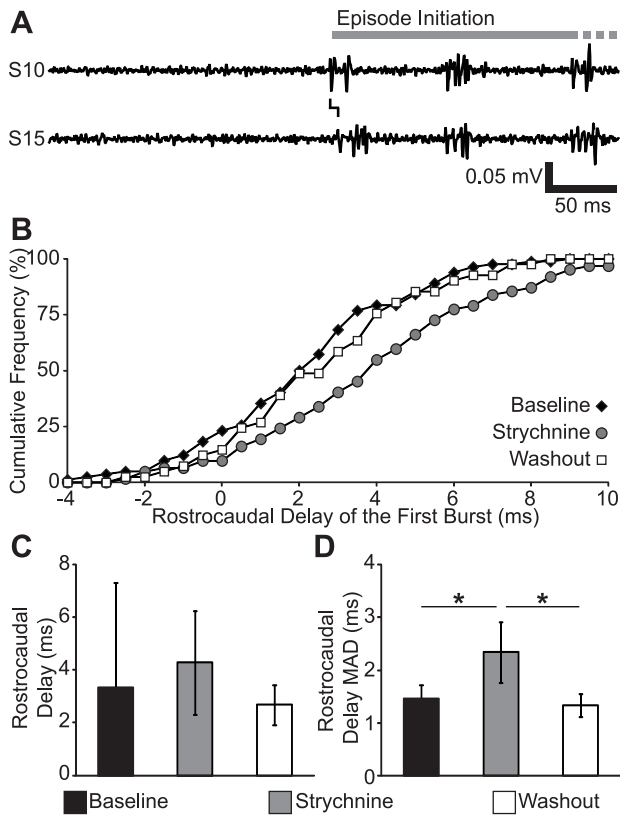 A
Episode Initiation
S10
S15
0.05 mV
50 ms
B
Cumulative Frequency (%)
100
75
50
25
0
-4
-2
0
2
4
6
8
10
Rostrocaudal Delay of the First Burst (ms)
Baseline
Strychnine
Washout
C
Rostrocaudal
Delay (ms)
8
6
4
2
0
D
Rostrocaudal
Delay MAD (ms)
4
3
2
1
0
*
*
Baseline
Strychnine
Washout